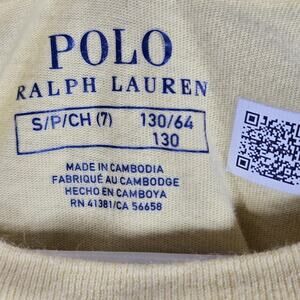 POLO
RALPH LAUREN
S/P/CH (7) 130/64
130
MADE IN CAMBODIA
FABRIQUÉ AU CAMBODGE
HECHO EN CAMBOYA
RN 41381/CA 56658